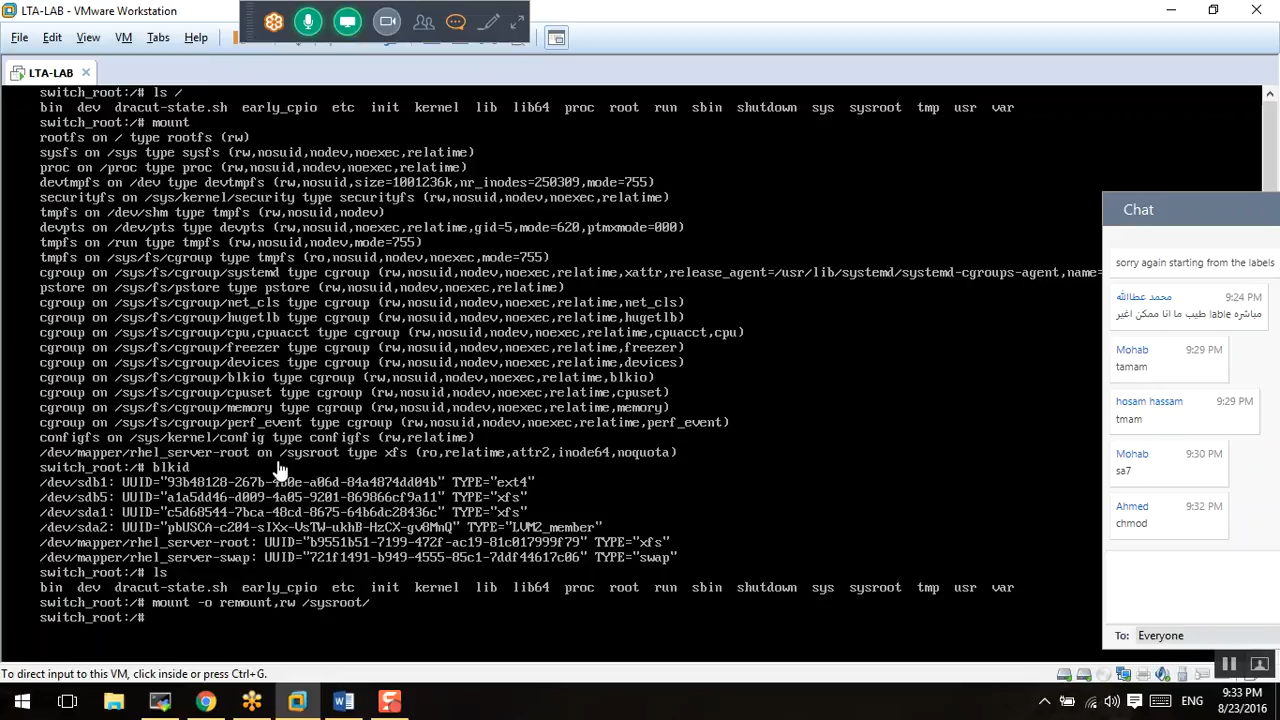 LTA-LAB - VMware Workstation
File Edit View VM Tabs Help
LTA-LAB
switch_root:/# ls /
bin dev dracut-state.sh early_cpio etc init kernel lib lib64 proc root run sbin shutdown sys sysroot tmp usr var
switch_root:/# mount
rootfs on / type rootfs (rw)
sysfs on /sys type sysfs (rw,nosuid,nodev,noexec,relatime)
proc on /proc type proc (rw,nosuid,nodev,noexec,relatime)
devtmpfs on /dev type devtmpfs (rw,nosuid,size=1001236k,nr_inodes=250309,mode=755)
securityfs on /sys/kernel/security type securityfs (rw,nosuid,nodev,noexec,relatime)
tmpfs on /dev/shm type tmpfs (rw,nosuid,nodev)
devpts on /dev/pts type devpts (rw,nosuid,noexec,relatime,gid=5,mode=620,ptmxmode=000)
tmpfs on /run type tmpfs (rw,nosuid,nodev,mode=755)
tmpfs on /sys/fs/cgroup type tmpfs (ro,nosuid,nodev,noexec,mode=755)
cgroup on /sys/fs/cgroup/systemd type cgroup (rw,nosuid,nodev,noexec,relatime,xattr,release_agent=/usr/lib/systemd/systemd-cgroups-agent,name=
pstore on /sys/fs/pstore type pstore (rw,nosuid,nodev,noexec,relatime)
cgroup on /sys/fs/cgroup/net_cls type cgroup (rw,nosuid,nodev,noexec,relatime,net_cls)
cgroup on /sys/fs/cgroup/hugetlb type cgroup (rw,nosuid,nodev,noexec,relatime,hugetlb)
cgroup on /sys/fs/cgroup/cpu,cpuacct type cgroup (rw,nosuid,nodev,noexec,relatime,cpuacct,cpu)
cgroup on /sys/fs/cgroup/freezer type cgroup (rw,nosuid,nodev,noexec,relatime,freezer)
cgroup on /sys/fs/cgroup/devices type cgroup (rw,nosuid,nodev,noexec,relatime,devices)
cgroup on /sys/fs/cgroup/blkio type cgroup (rw,nosuid,nodev,noexec,relatime,blkio)
cgroup on /sys/fs/cgroup/cpuset type cgroup (rw,nosuid,nodev,noexec,relatime,cpuset)
cgroup on /sys/fs/cgroup/memory type cgroup (rw,nosuid,nodev,noexec,relatime,memory)
cgroup on /sys/fs/cgroup/perf_event type cgroup (rw,nosuid,nodev,noexec,relatime,perf_event)
configfs on /sys/kernel/config type configfs (rw,relatime)
/dev/mapper/rhel_server-root on /sysroot type xfs (ro,relatime,attr2,inode64,noquota)
switch_root:/# blkid
/dev/sdb1: UUID="93b48128-267b-4b0e-a06d-84a4874dd04b" TYPE="ext4"
/dev/sdb5: UUID="a1a5dd46-d009-4a05-9201-869866cf9a11" TYPE="xfs"
/dev/sda1: UUID="c5d68544-7bca-48cd-8675-64b6dc28436c" TYPE="xfs"
/dev/sda2: UUID="pbUSCA-c204-sIXx-VsTW-ukhB-HzCX-gv8MnQ" TYPE="LVM2_member"
/dev/mapper/rhel_server-root: UUID="b9551b51-7199-472f-ac19-81c017999f79" TYPE="xfs"
/dev/mapper/rhel_server-swap: UUID="721f1491-b949-4555-85c1-7ddf44617c06" TYPE="swap"
switch_root:/# ls
bin dev dracut-state.sh early_cpio etc init kernel lib lib64 proc root run sbin shutdown sys sysroot tmp usr var
switch_root:/# mount -o remount,rw /sysroot/
switch_root:/#
Chat
sorry again starting from the labels
محمد عطاالله 9:24 PM
طيب ما انا ممكن اغير lable مباشره
Mohab 9:29 PM
tamam
hosam hassam 9:29 PM
tmam
Mohab 9:30 PM
sa7
Ahmed 9:32 PM
chmod
To: Everyone
To direct input to this VM, click inside or press Ctrl+G.
ENG
9:33 PM
8/23/2016